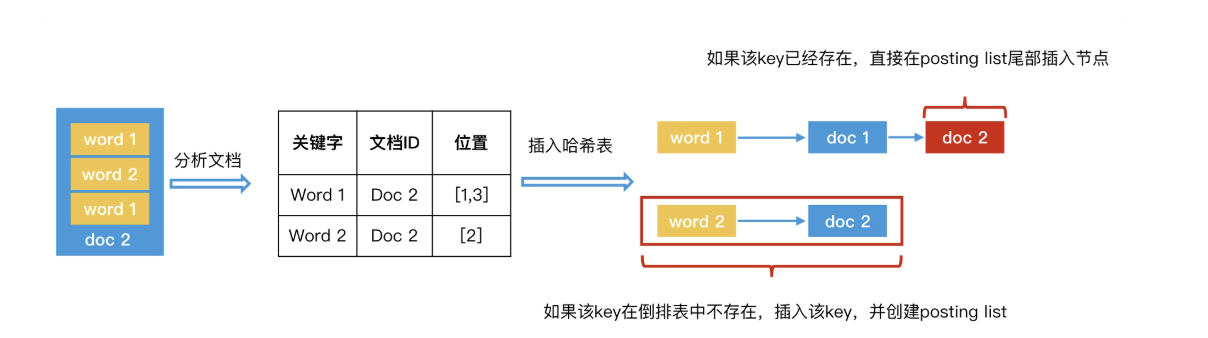 如果该key已经存在，直接在posting list尾部插入节点
word 1
word 2
word 1
doc 2
分析文档
关键字 文档ID 位置
Word 1 Doc 2 [1,3]
Word 2 Doc 2 [2]
插入哈希表
word 1 doc 1 doc 2
word 2 doc 2
如果该key在倒排表中不存在，插入该key，并创建posting list